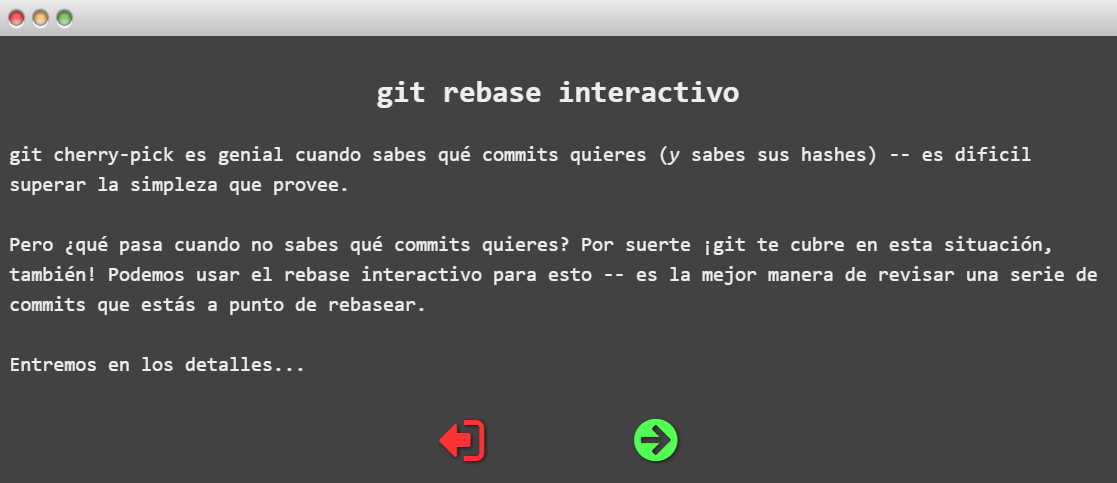 git rebase interactivo
git cherry-pick es genial cuando sabes qué commits quieres (y sabes sus hashes) -- es dificil
superar la simpleza que provee.
Pero ¿qué pasa cuando no sabes qué commits quieres? Por suerte ¡git te cubre en esta situación,
también! Podemos usar el rebase interactivo para esto -- es la mejor manera de revisar una serie de
commits que estás a punto de rebasear.
Entremos en los detalles...